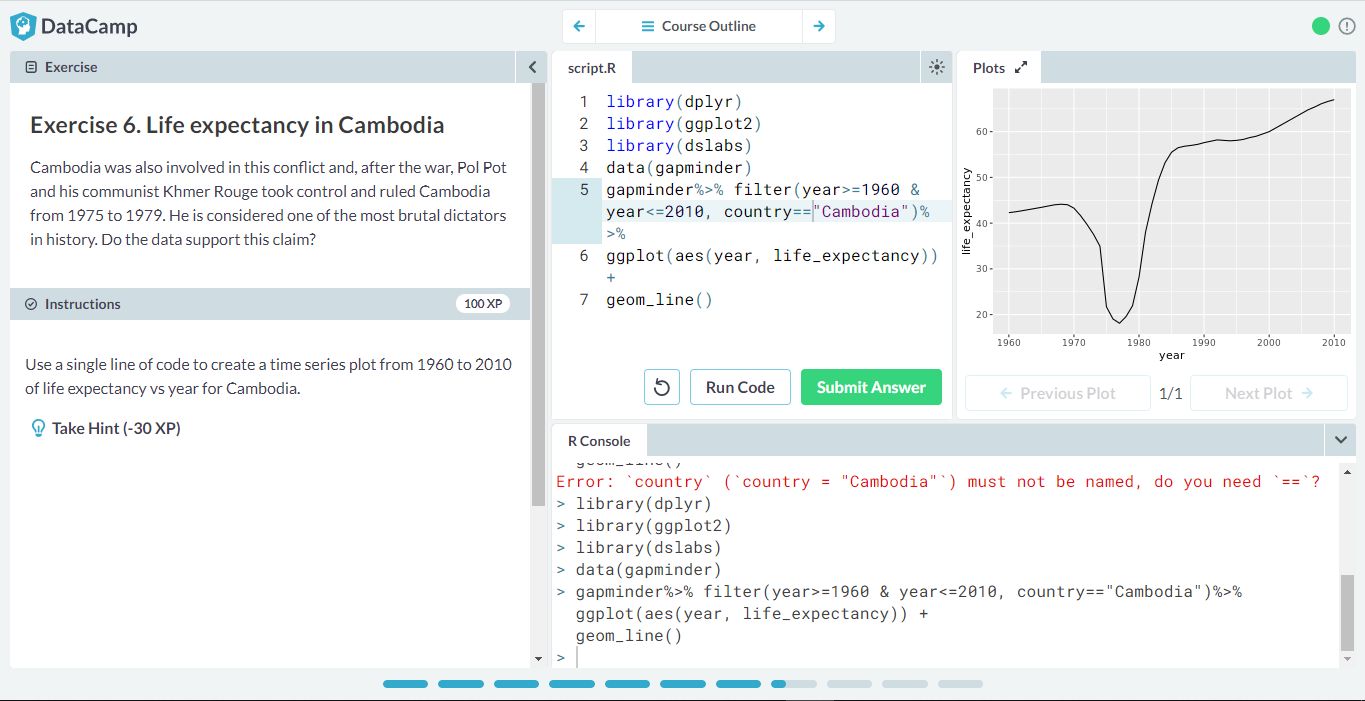 DataCamp
Course Outline
Exercise
Exercise 6. Life expectancy in Cambodia
Cambodia was also involved in this conflict and, after the war, Pol Pot
and his communist Khmer Rouge took control and ruled Cambodia
from 1975 to 1979. He is considered one of the most brutal dictators
in history. Do the data support this claim?
Instructions
100 XP
Use a single line of code to create a time series plot from 1960 to 2010
of life expectancy vs year for Cambodia.
Take Hint (-30 XP)
script.R
1 library(dplyr)
2 library(ggplot2)
3 library(dslabs)
4 data(gapminder)
5 gapminder%>% filter(year>=1960 &
year<=2010, country=="Cambodia")%
>%
6 ggplot(aes(year, life_expectancy))
+
7 geom_line()
Run Code
Submit Answer
Plots
life_expectancy
60
50
40
30
20
1960 1970 1980 1990 2000 2010
year
Previous Plot
1/1
Next Plot
R Console
geom_line()
Error: `country` (`country = "Cambodia"`) must not be named, do you need `==`?
> library(dplyr)
> library(ggplot2)
> library(dslabs)
> data(gapminder)
> gapminder%>% filter(year>=1960 & year<=2010, country=="Cambodia")%>%
ggplot(aes(year, life_expectancy)) +
geom_line()
>